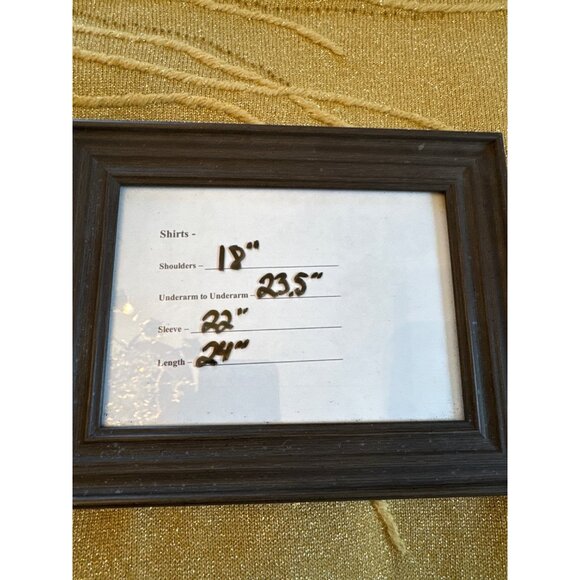 Shirts -
Shoulders – 18"
Underarm to Underarm – 23.5"
Sleeve – 22"
Length – 24"